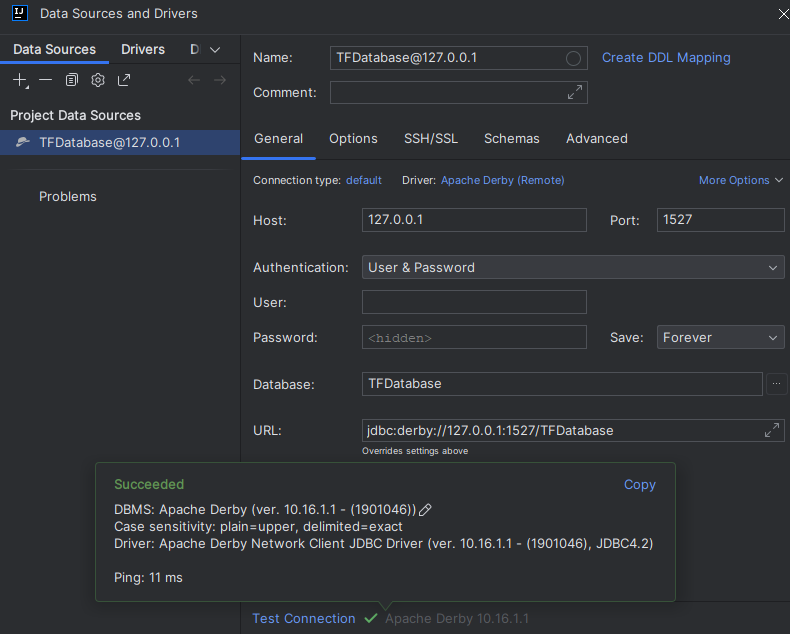 IJ Data Sources and Drivers
Data Sources Drivers D
Project Data Sources
TFDatabase@127.0.0.1
Problems
Name: TFDatabase@127.0.0.1 Create DDL Mapping
Comment:
General Options SSH/SSL Schemas Advanced
Connection type: default Driver: Apache Derby (Remote) More Options
Host: 127.0.0.1 Port: 1527
Authentication: User & Password
User:
Password: <hidden> Save: Forever
Database: TFDatabase ...
URL: jdbc:derby://127.0.0.1:1527/TFDatabase
Overrides settings above
Succeeded Copy
DBMS: Apache Derby (ver. 10.16.1.1 - (1901046))
Case sensitivity: plain=upper, delimited=exact
Driver: Apache Derby Network Client JDBC Driver (ver. 10.16.1.1 - (1901046), JDBC4.2)
Ping: 11 ms
Test Connection Apache Derby 10.16.1.1